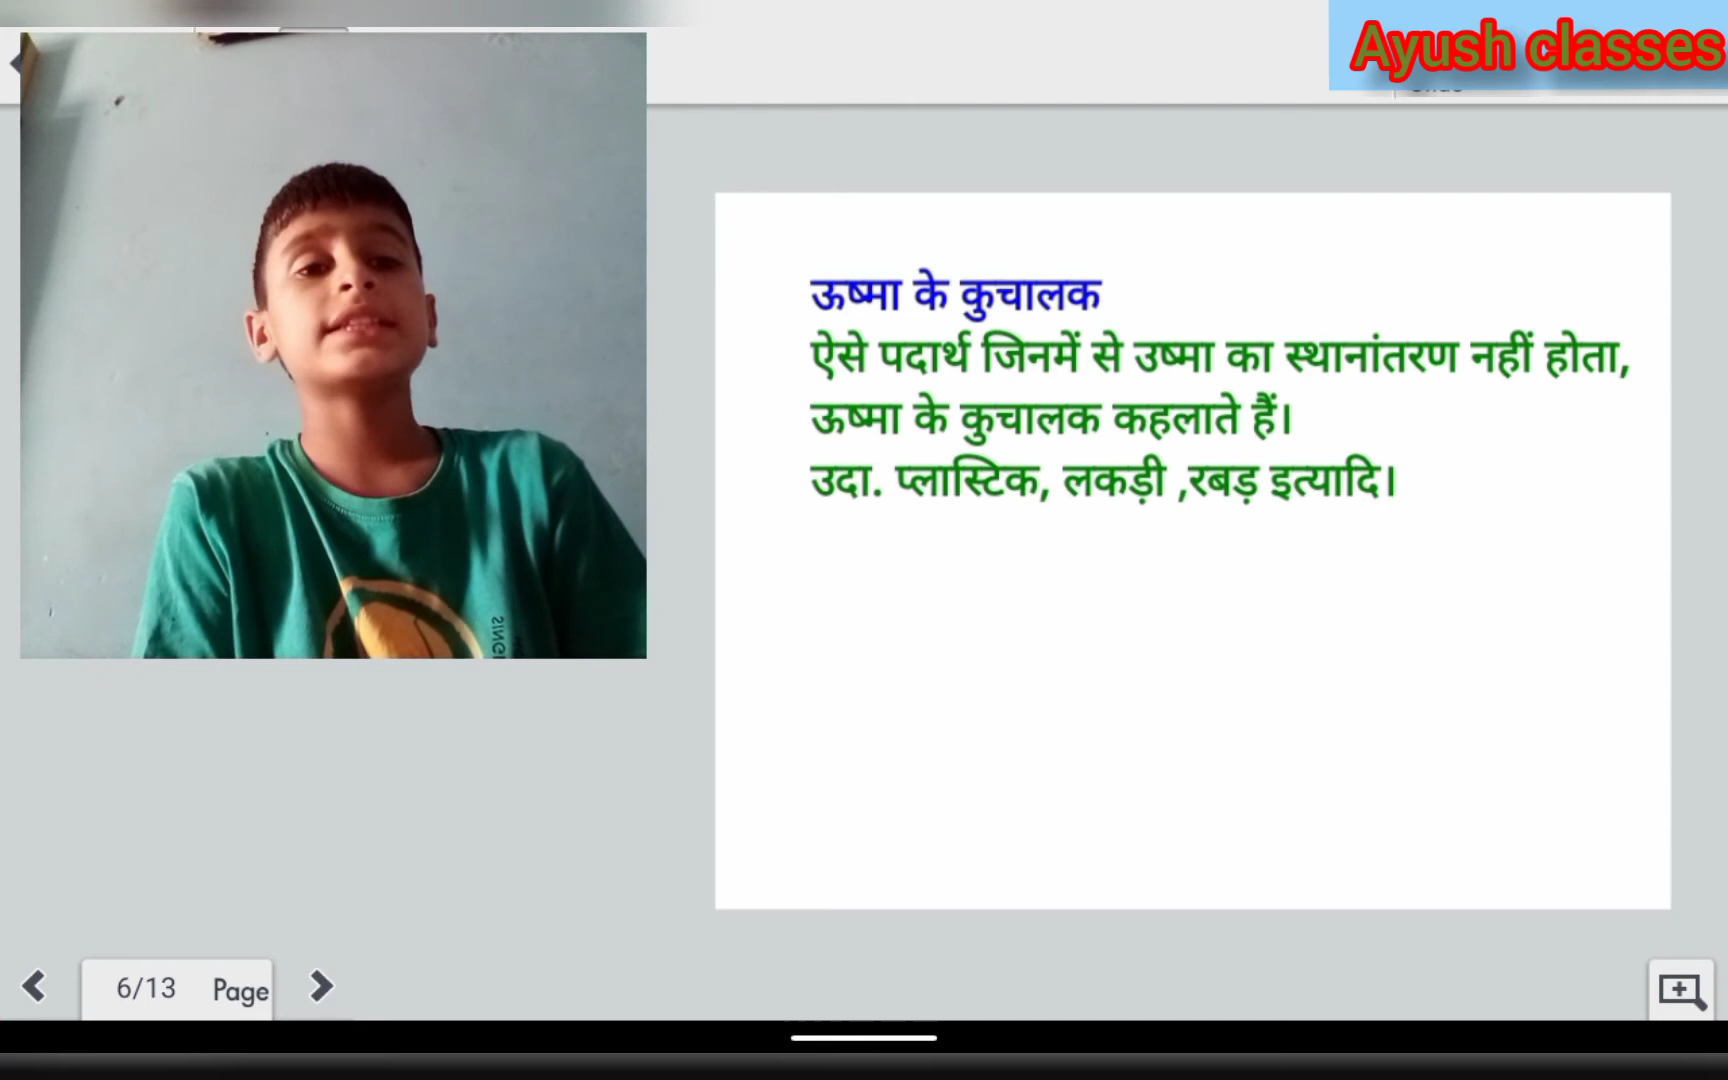 Ayush classes
ऊष्मा के कुचालक
ऐसे पदार्थ जिनमें से उष्मा का स्थानांतरण नहीं होता,
ऊष्मा के कुचालक कहलाते हैं।
उदा. प्लास्टिक, लकड़ी ,रबड़ इत्यादि।
6/13 Page